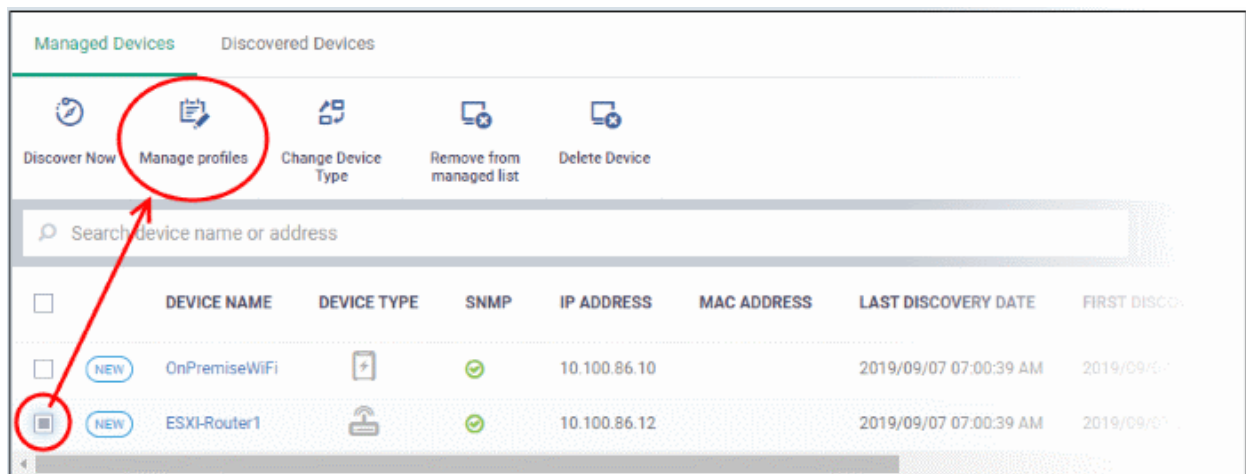 Managed Devices Discovered Devices
Discover Now Manage profiles Change Device Type Remove from managed list Delete Device
Search device name or address
DEVICE NAME DEVICE TYPE SNMP IP ADDRESS MAC ADDRESS LAST DISCOVERY DATE FIRST
NEW OnPremiseWiFi 10.100.86.10 2019/09/07 07:00:39 AM
NEW ESXI-Router1 10.100.86.12 2019/09/07 07:00:39 AM